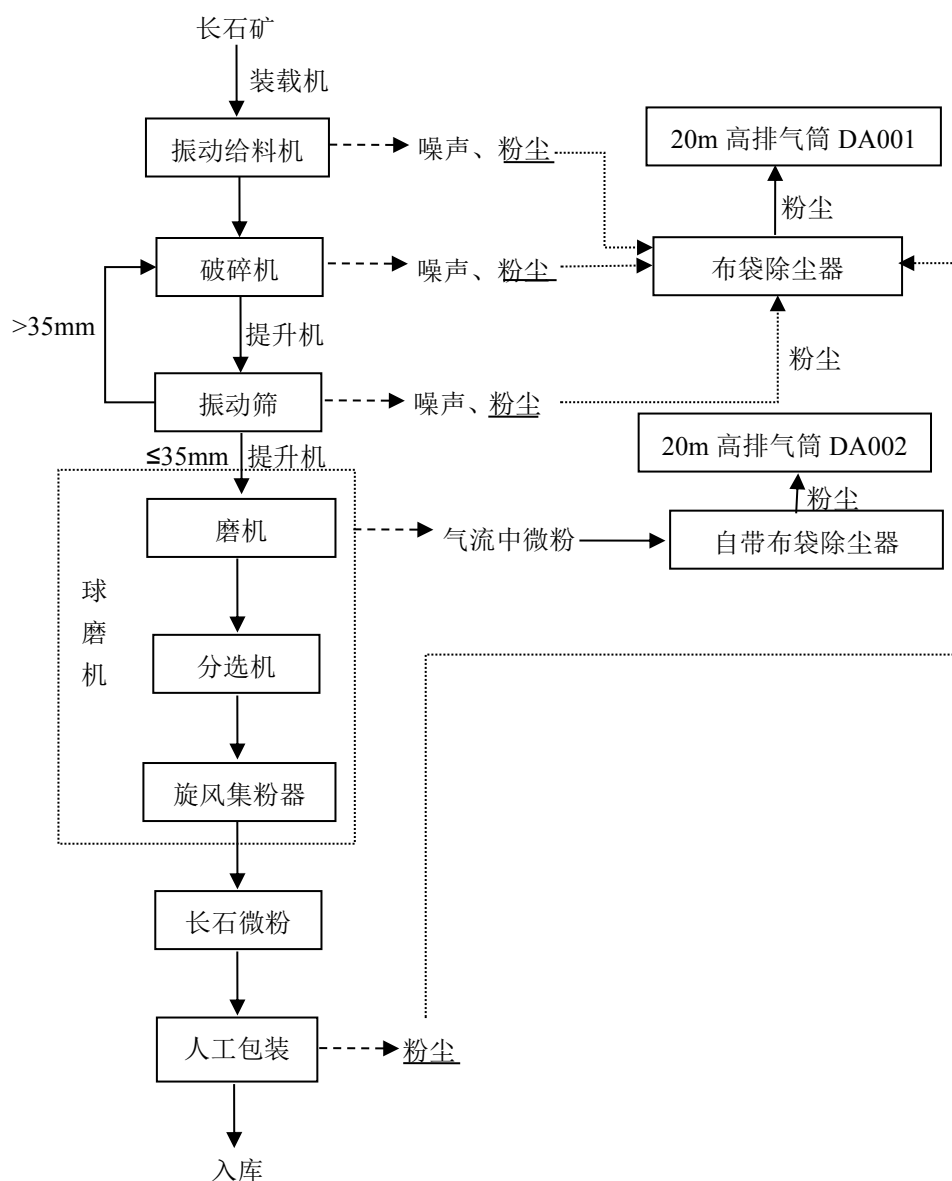 长石矿
装载机
振动给料机
噪声、粉尘
20m 高排气筒 DA001
粉尘
破碎机
噪声、粉尘
布袋除尘器
>35mm
提升机
粉尘
振动筛
噪声、粉尘
20m 高排气筒 DA002
≤35mm
提升机
粉尘
磨机
气流中微粉
自带布袋除尘器
球磨机
分选机
旋风集粉器
长石微粉
人工包装
粉尘
入库